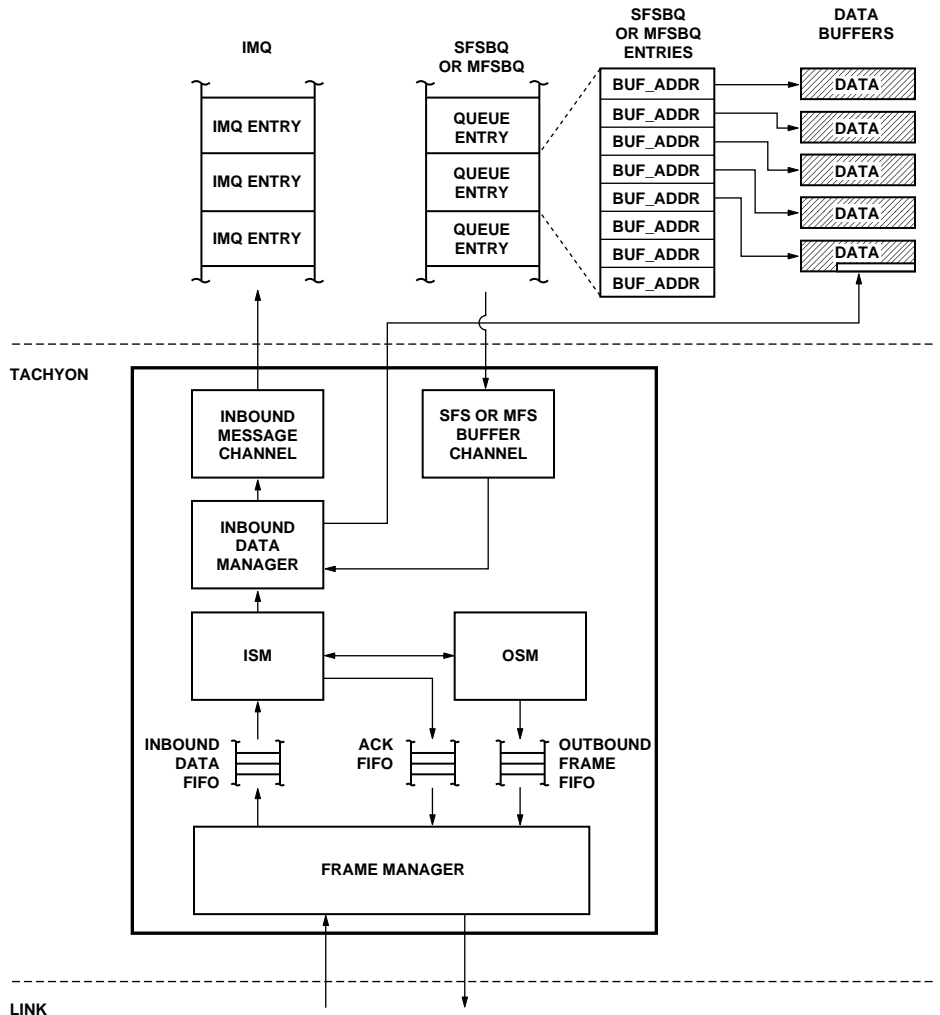 IMQ
SFSBQ
OR MFSBQ
SFSBQ
OR MFSBQ
ENTRIES
DATA
BUFFERS
IMQ ENTRY
IMQ ENTRY
IMQ ENTRY
QUEUE
ENTRY
QUEUE
ENTRY
QUEUE
ENTRY
BUF_ADDR
BUF_ADDR
BUF_ADDR
BUF_ADDR
BUF_ADDR
BUF_ADDR
BUF_ADDR
BUF_ADDR
DATA
DATA
DATA
DATA
DATA
TACHYON
INBOUND
MESSAGE
CHANNEL
SFS OR MFS
BUFFER
CHANNEL
INBOUND
DATA
MANAGER
ISM
OSM
INBOUND
DATA
FIFO
ACK
FIFO
OUTBOUND
FRAME
FIFO
FRAME MANAGER
LINK